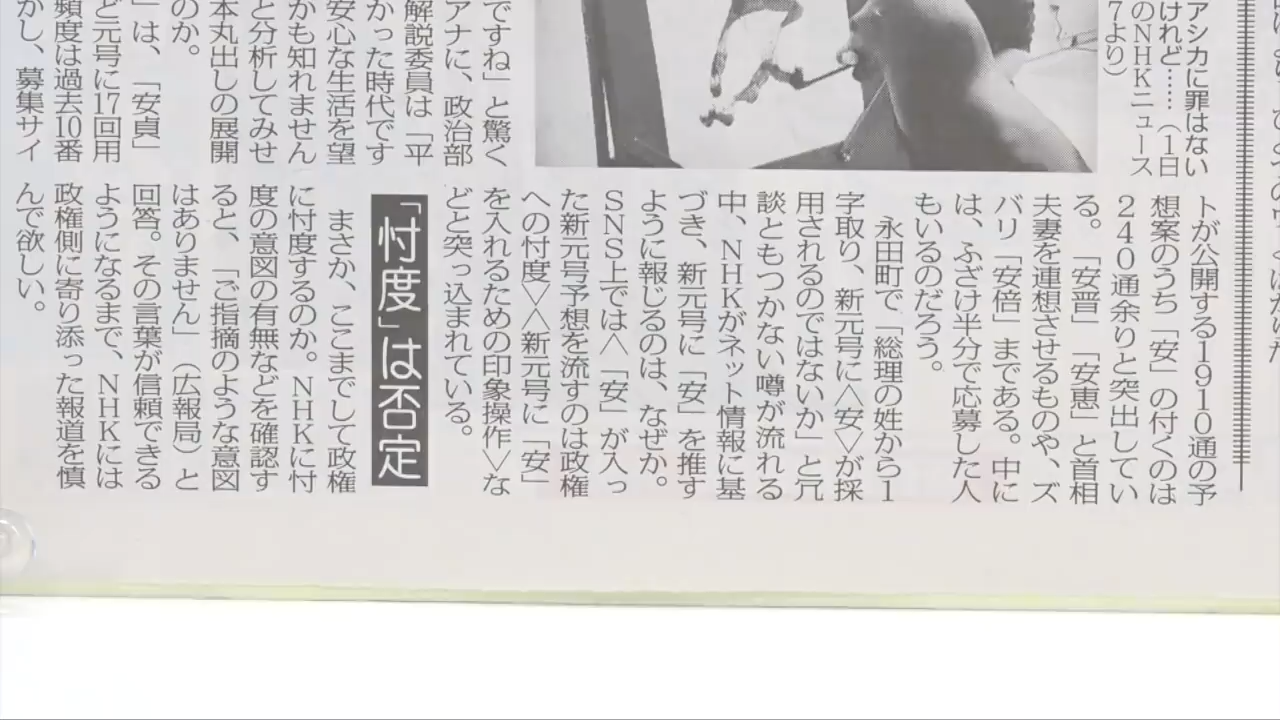 アシカに罪はない
けれど……（1日
のNHKニュース
7より）
ですね」と驚く
アナに、政治部
解説委員は「平
かった時代です
安心な生活を望
かも知れません
と分析してみせ
本丸出しの展開
のか。
」は、「安貞」
ど元号に17回用
頻度は過去10番
かし、募集サイ
トが公開する1910通の予
想案のうち「安」の付くのは
240通余りと突出してい
る。「安晋」「安恵」と首相
夫妻を連想させるものや、ズ
バリ「安倍」まである。中に
は、ふざけ半分で応募した人
もいるのだろう。
永田町で「総理の姓から1
字取り、新元号に〈安〉が採
用されるのではないか」と冗
談ともつかない噂が流れる
中、NHKがネット情報に基
づき、新元号に「安」を推す
ように報じるのは、なぜか。
SNS上では〈「安」が入っ
た新元号予想を流すのは政権
への忖度〉〈新元号に「安」
を入れるための印象操作〉な
どと突っ込まれている。
「忖度」は否定
まさか、ここまでして政権
に忖度するのか。NHKに忖
度の意図の有無などを確認す
ると、「ご指摘のような意図
はありません」（広報局）と
回答。その言葉が信頼できる
ようになるまで、NHKには
政権側に寄り添った報道を慎
んで欲しい。